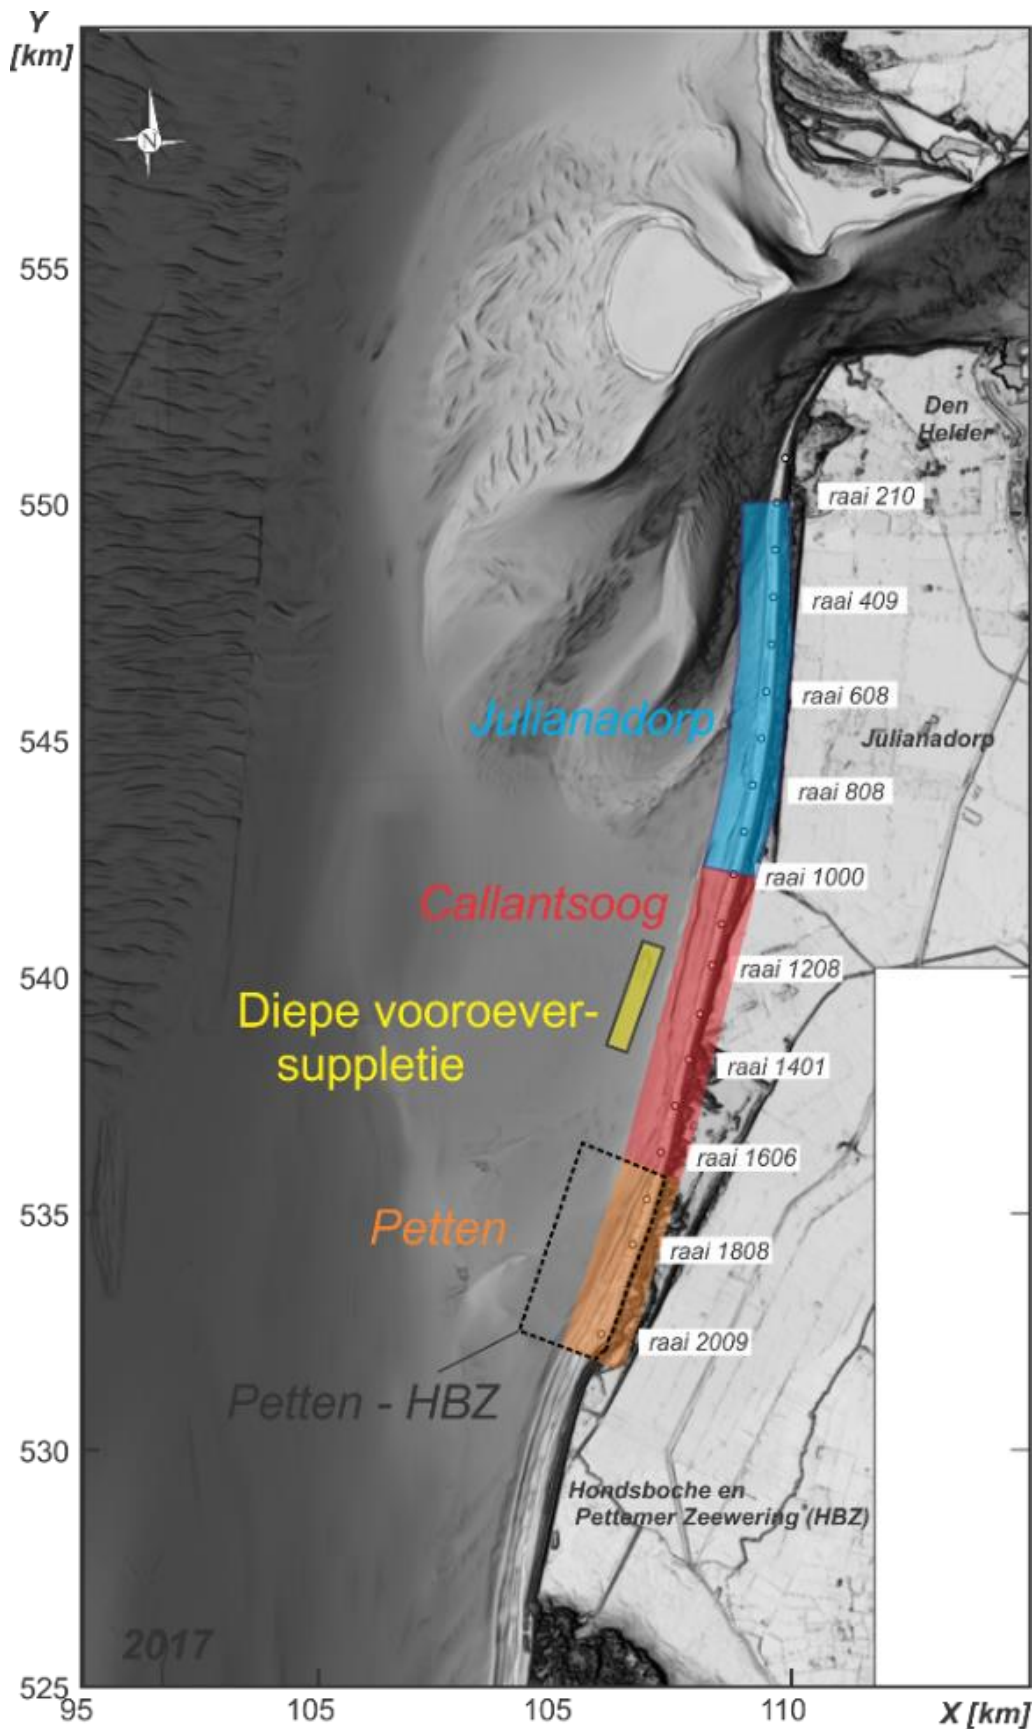 Y
[km]
N
555
Den
Helder
550
raai 210
raai 409
raai 608
Julianadorp
545
Julianadorp
raai 808
raai 1000
Callantsoog
raai 1208
540
Diepe vooroever-
suppletie
raai 1401
raai 1606
535
Petten
raai 1808
raai 2009
Petten - HBZ
530
Hondsboche en
Pettemer Zeewering (HBZ)
2017
525
95
105
105
110
X [km]